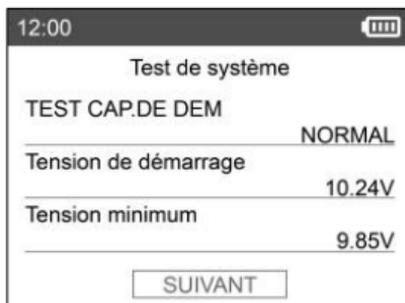 12:00
Test de système
TEST CAP.DE DEM
NORMAL
Tension de démarrage
10.24V
Tension minimum
9.85V
SUIVANT